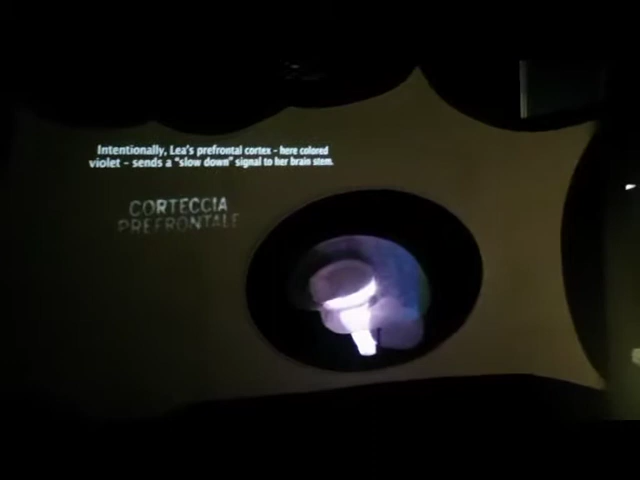 Intentionally, Lea's prefrontal cortex - here colored
violet - sends a "slow down" signal to her brain stem.
CORTECCIA
PREFRONTALE